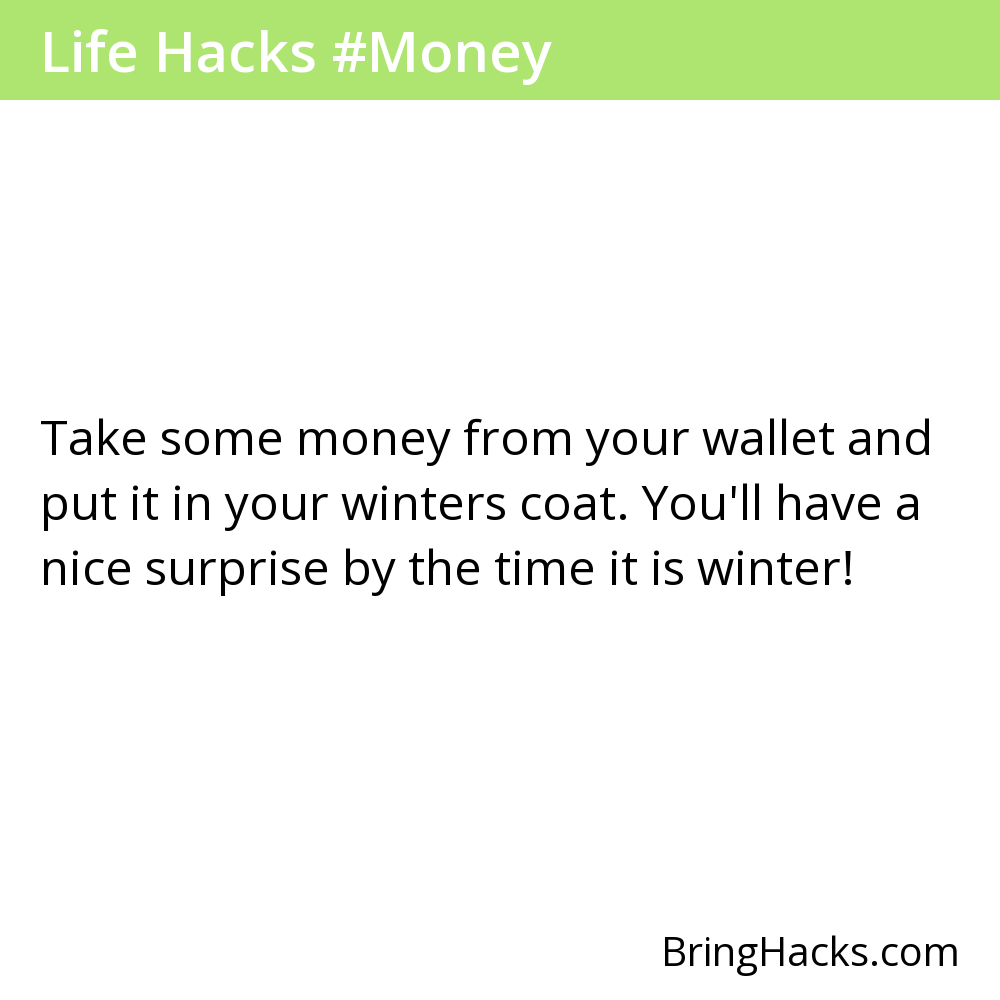 Life Hacks #Money
Take some money from your wallet and
put it in your winters coat. You'll have a
nice surprise by the time it is winter!
BringHacks.com